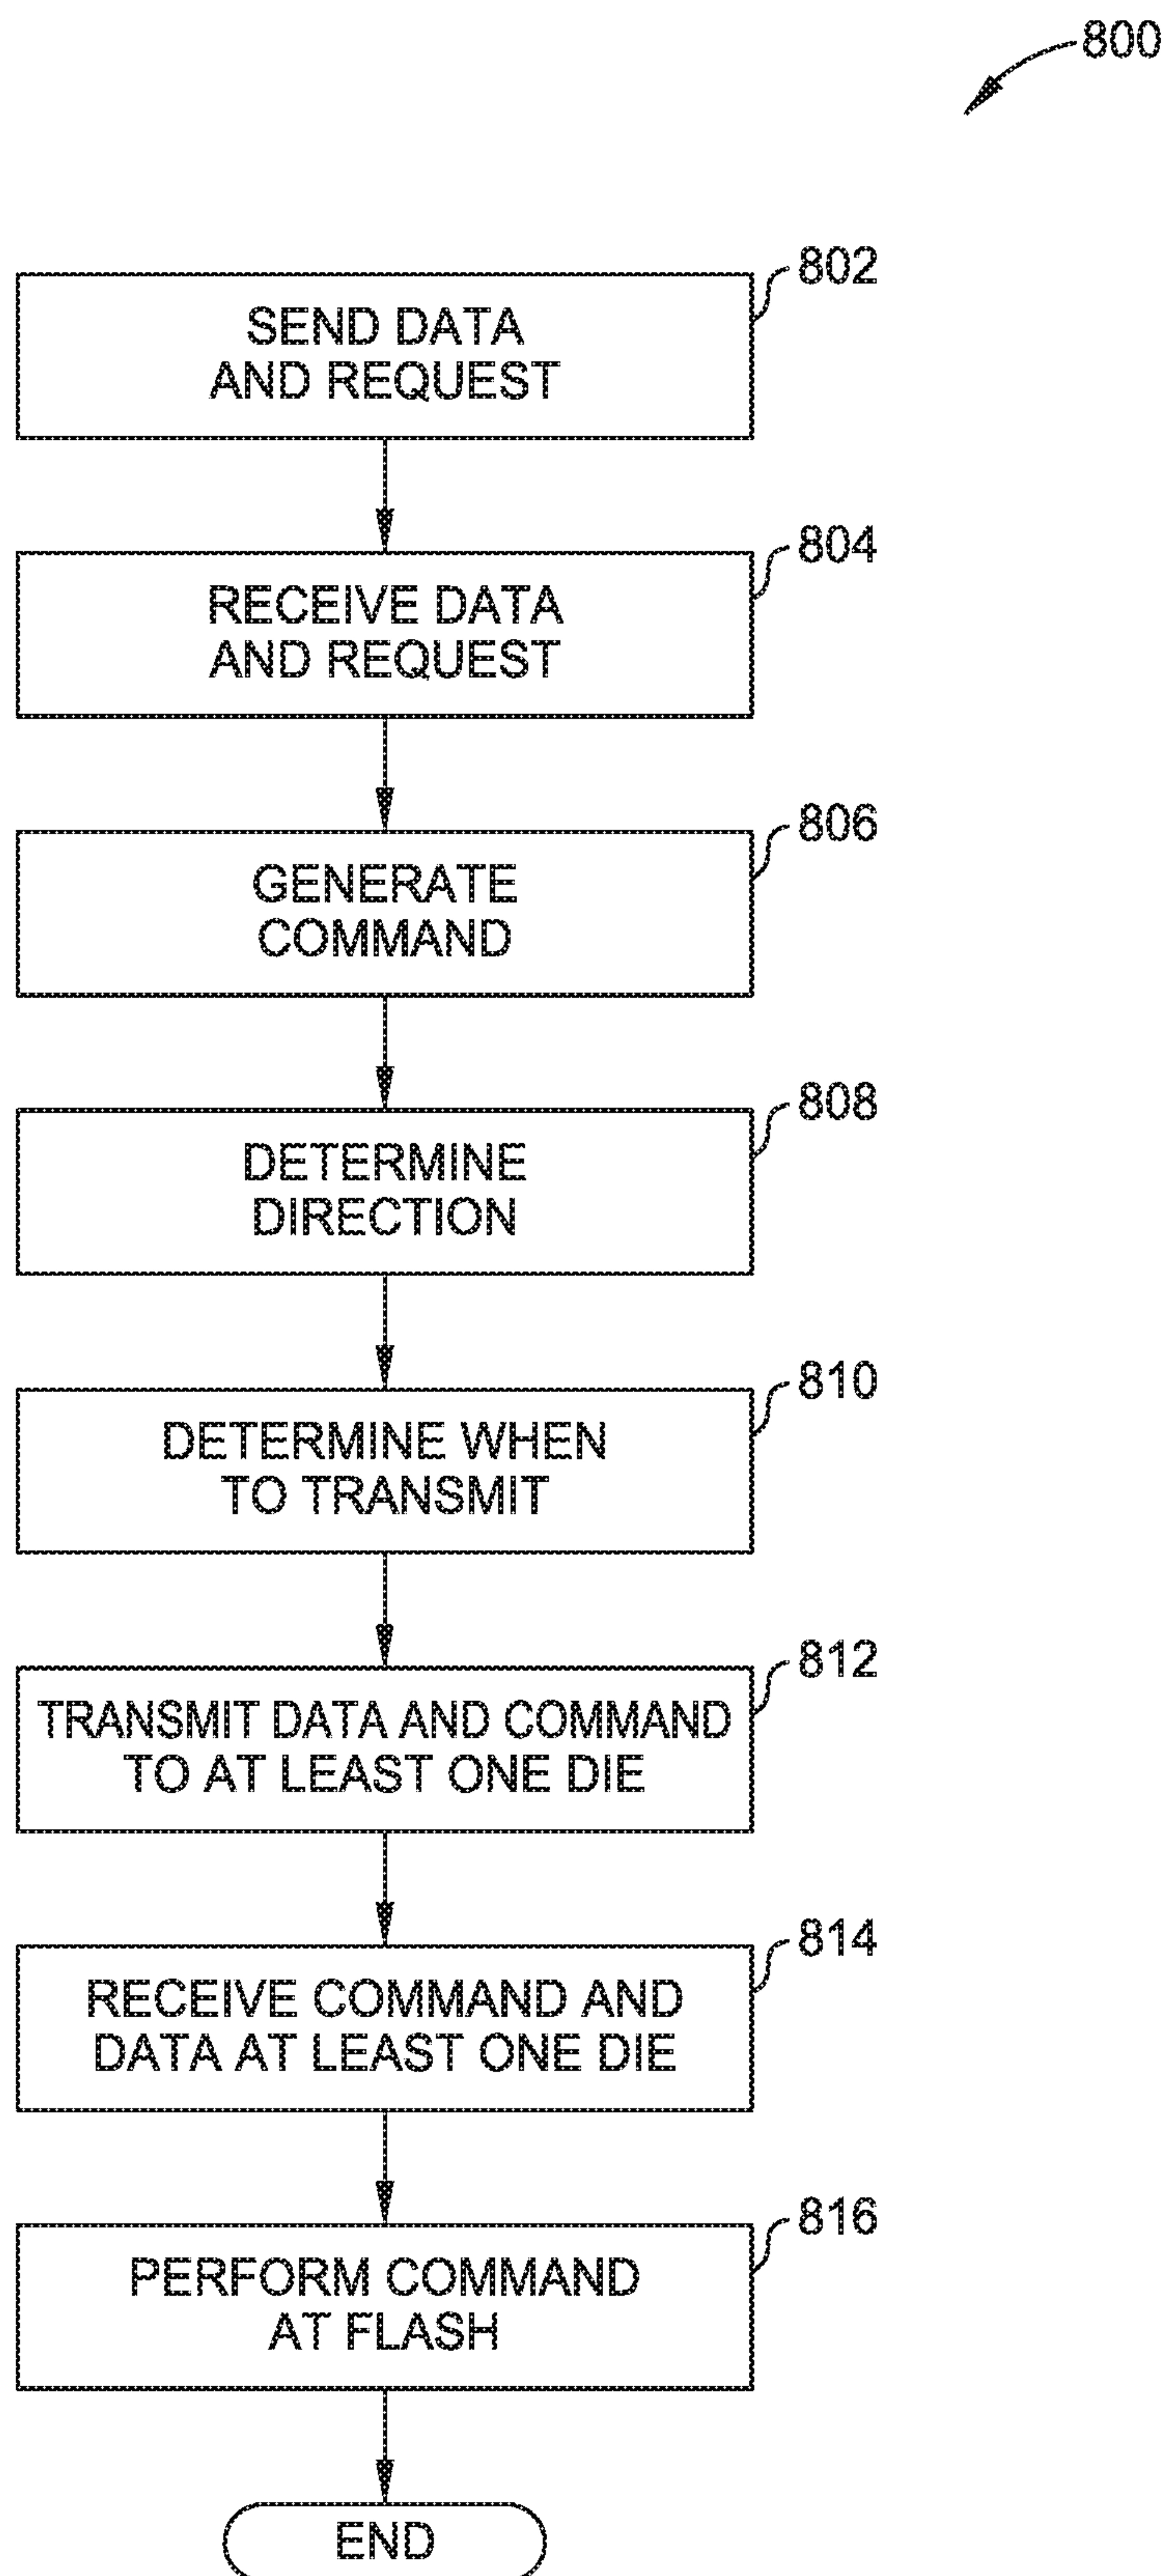 800
802
SEND DATA
AND REQUEST
804
RECEIVE DATA
AND REQUEST
806
GENERATE
COMMAND
808
DETERMINE
DIRECTION
810
DETERMINE WHEN
TO TRANSMIT
812
TRANSMIT DATA AND COMMAND
TO AT LEAST ONE DIE
814
RECEIVE COMMAND AND
DATA AT LEAST ONE DIE
816
PERFORM COMMAND
AT FLASH
END